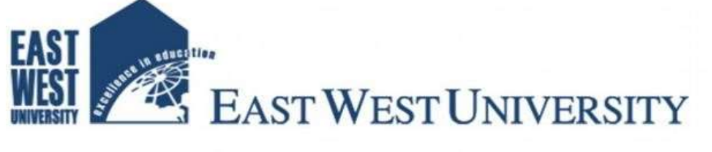 EAST
WEST
UNIVERSITY
excellence in education
EAST WEST UNIVERSITY